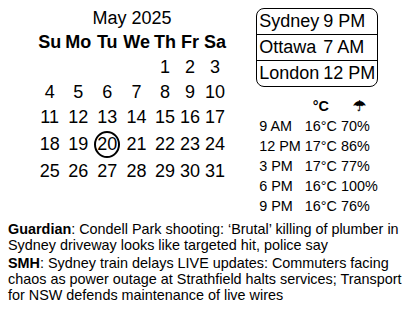 May 2025
Su Mo Tu We Th Fr Sa
1 2 3
4 5 6 7 8 9 10
11 12 13 14 15 16 17
18 19 20 21 22 23 24
25 26 27 28 29 30 31
Sydney 9 PM
Ottawa 7 AM
London 12 PM
°C ☂
9 AM 16°C 70%
12 PM 17°C 86%
3 PM 17°C 77%
6 PM 16°C 100%
9 PM 16°C 76%
Guardian: Condell Park shooting: ‘Brutal’ killing of plumber in
Sydney driveway looks like targeted hit, police say
SMH: Sydney train delays LIVE updates: Commuters facing
chaos as power outage at Strathfield halts services; Transport
for NSW defends maintenance of live wires